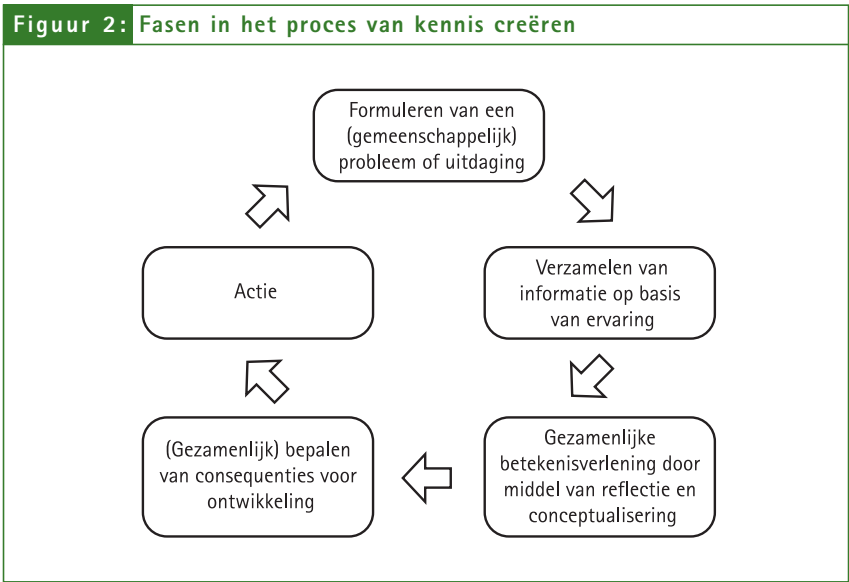 Figuur 2: Fasen in het proces van kennis creëren
Formuleren van een
(gemeenschappelijk)
probleem of uitdaging
Verzamelen van
informatie op basis
van ervaring
Gezamenlijke
betekenisverlening door
middel van reflectie en
conceptualisering
(Gezamenlijk) bepalen
van consequenties voor
ontwikkeling
Actie